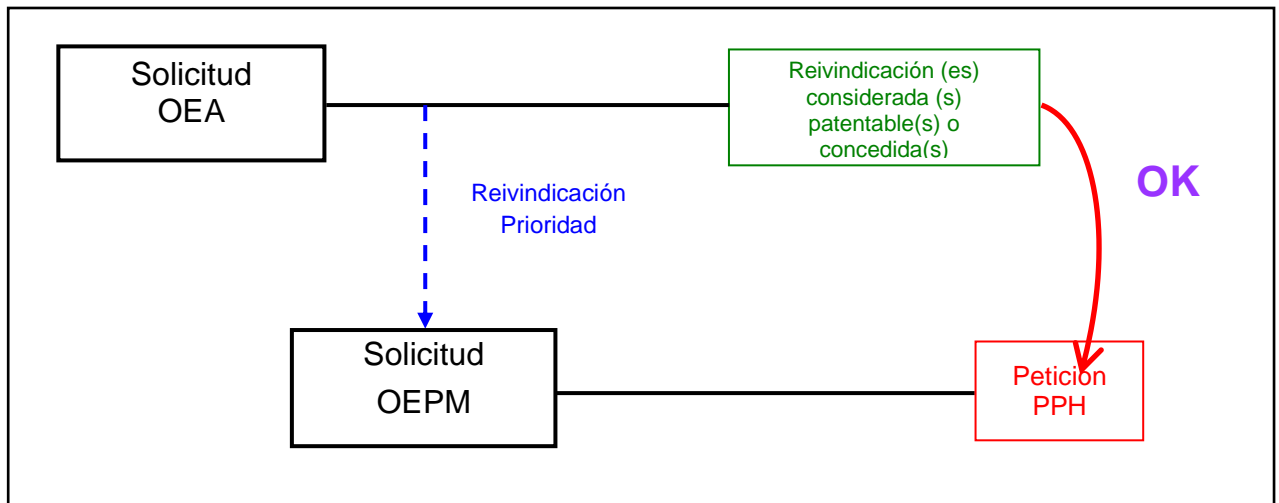 Solicitud
OEA
Reivindicación (es)
considerada (s)
patentable(s) o
concedida(s)
OK
Reivindicación
Prioridad
Solicitud
OEPM
Petición
PPH